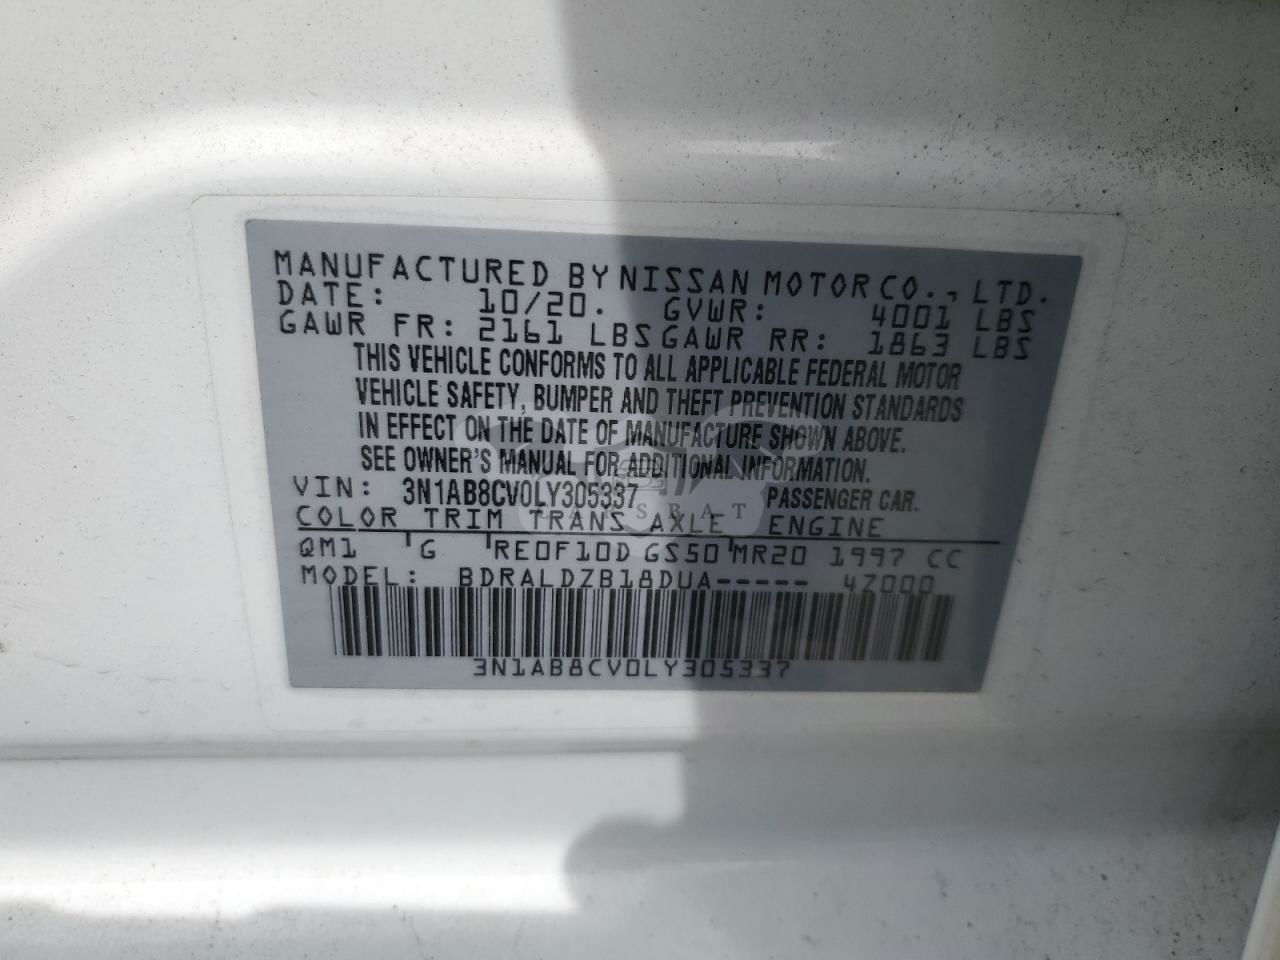 MANUFACTURED BY NISSAN MOTOR CO., LTD.
DATE: 10/20. GVWR: 4001 LBS
GAWR FR: 2161 LBS GAWR RR: 1863 LBS
THIS VEHICLE CONFORMS TO ALL APPLICABLE FEDERAL MOTOR
VEHICLE SAFETY, BUMPER AND THEFT PREVENTION STANDARDS
IN EFFECT ON THE DATE OF MANUFACTURE SHOWN ABOVE.
SEE OWNER'S MANUAL FOR ADDITIONAL INFORMATION.
VIN: 3N1AB8CV0LY305337 PASSENGER CAR.
COLOR TRIM TRANS AXLE ENGINE
QM1 G RE0F10D GS50 MR20 1997 CC
MODEL: BDRALDZB18DUA----- 4Z000
3N1AB8CV0LY305337